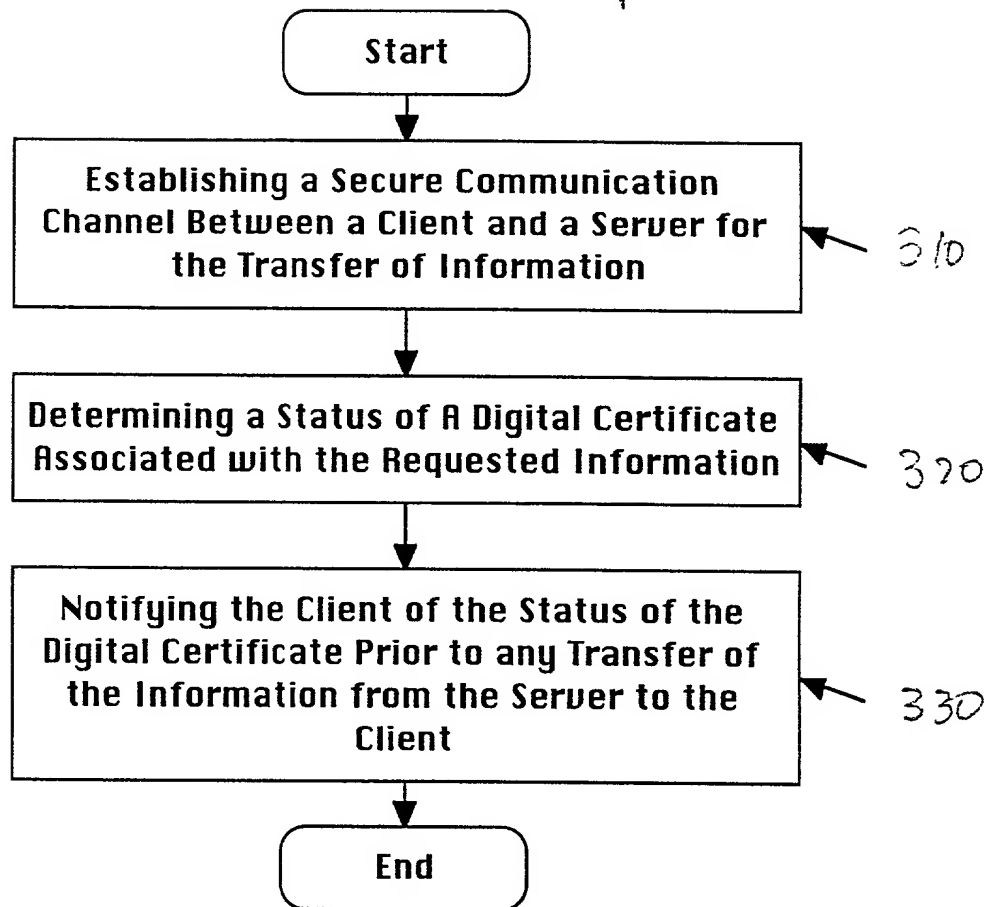 Start
Establishing a Secure Communication
Channel Between a Client and a Server for
the Transfer of Information
310
Determining a Status of A Digital Certificate
Associated with the Requested Information
320
Notifying the Client of the Status of the
Digital Certificate Prior to any Transfer of
the Information from the Server to the
Client
330
End